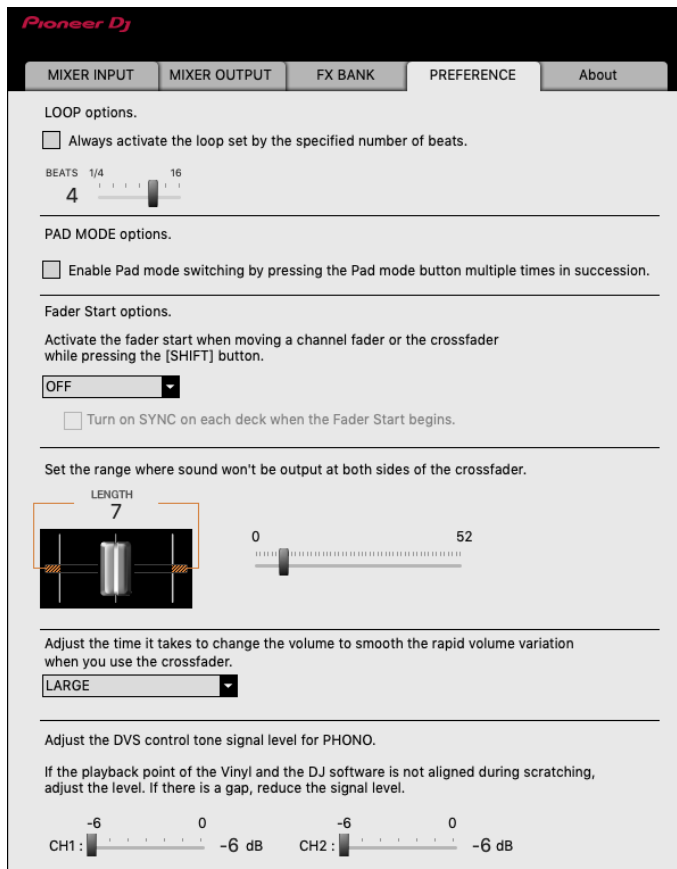 Pioneer Dj
MIXER INPUT MIXER OUTPUT FX BANK PREFERENCE About
LOOP options.
Always activate the loop set by the specified number of beats.
BEATS 1/4 16
4
PAD MODE options.
Enable Pad mode switching by pressing the Pad mode button multiple times in succession.
Fader Start options.
Activate the fader start when moving a channel fader or the crossfader
while pressing the [SHIFT] button.
OFF
Turn on SYNC on each deck when the Fader Start begins.
Set the range where sound won't be output at both sides of the crossfader.
LENGTH
7
0 52
Adjust the time it takes to change the volume to smooth the rapid volume variation
when you use the crossfader.
LARGE
Adjust the DVS control tone signal level for PHONO.
If the playback point of the Vinyl and the DJ software is not aligned during scratching,
adjust the level. If there is a gap, reduce the signal level.
-6 0 -6 0
CH1 : -6 dB CH2 : -6 dB